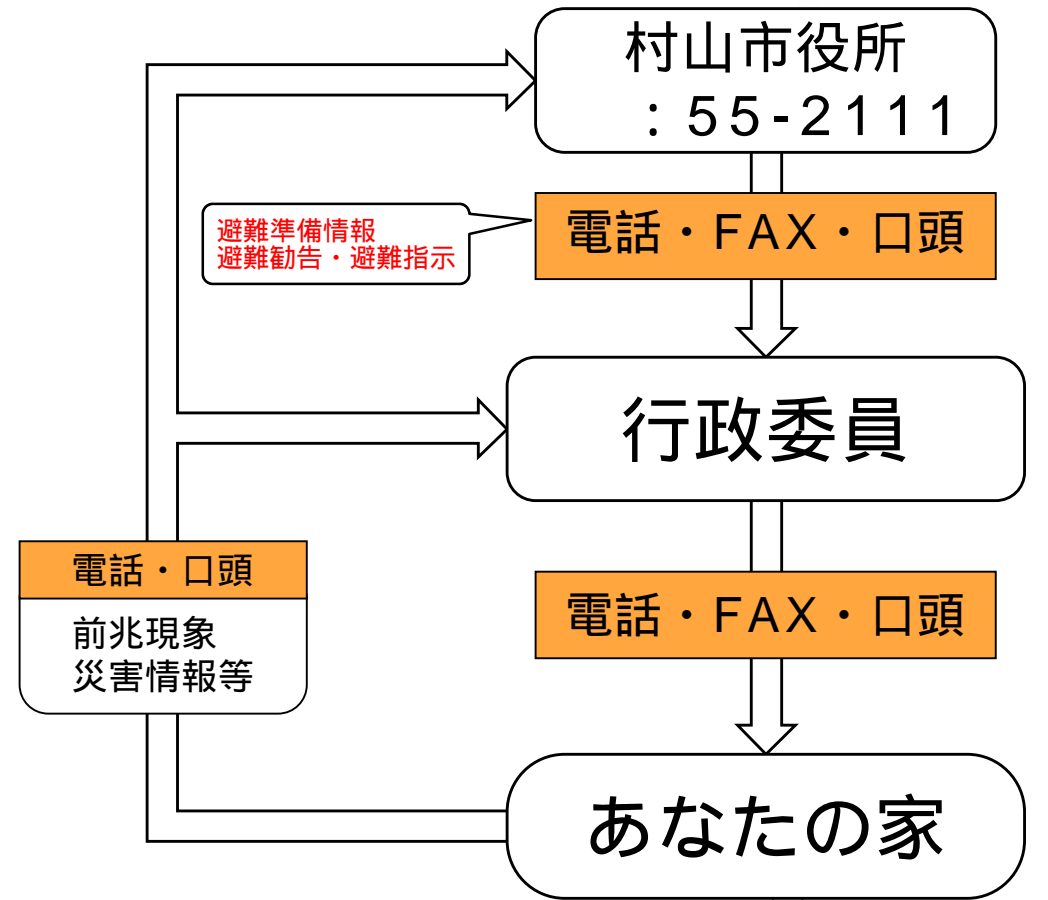 村山市役所
：５５-２１１１
避難準備情報
避難勧告・避難指示
電話・ＦＡＸ・口頭
行政委員
電話・口頭
前兆現象
災害情報等
電話・ＦＡＸ・口頭
あなたの家